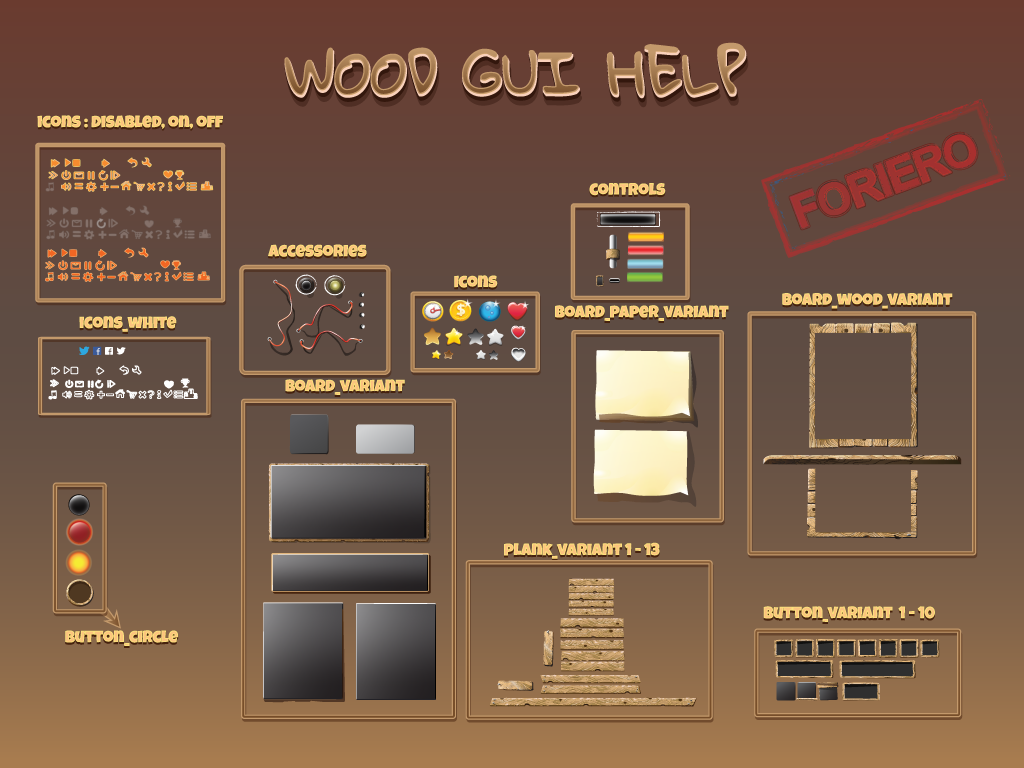 WOOD GUI HELP
Icons : Disabled, On, Off
FORIERO
Controls
Accessories
Icons
Board_Wood_Variant
Board_Paper_Variant
Icons_White
Board_Variant
Plank_Variant 1 - 13
Button_Variant 1 - 10
Button_Circle